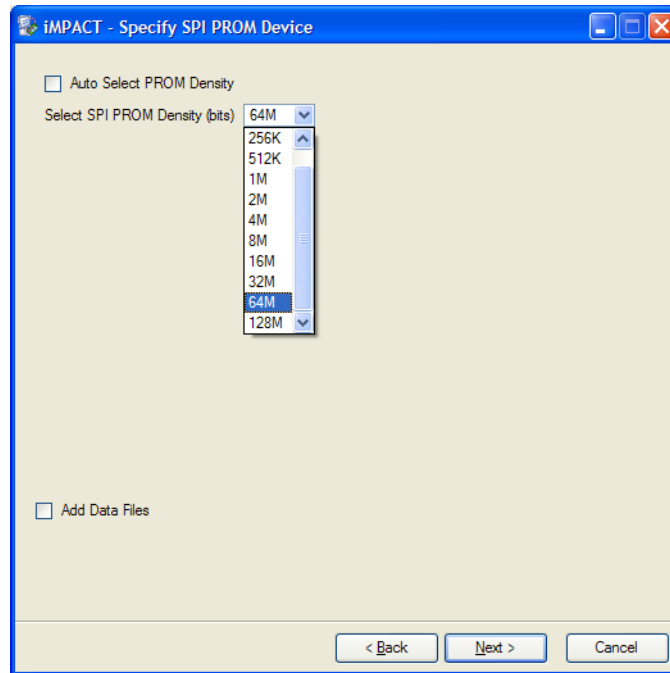 iMPACT - Specify SPI PROM Device
Auto Select PROM Density
Select SPI PROM Density (bits) 64M
256K
512K
1M
2M
4M
8M
16M
32M
64M
128M
Add Data Files
< Back Next > Cancel